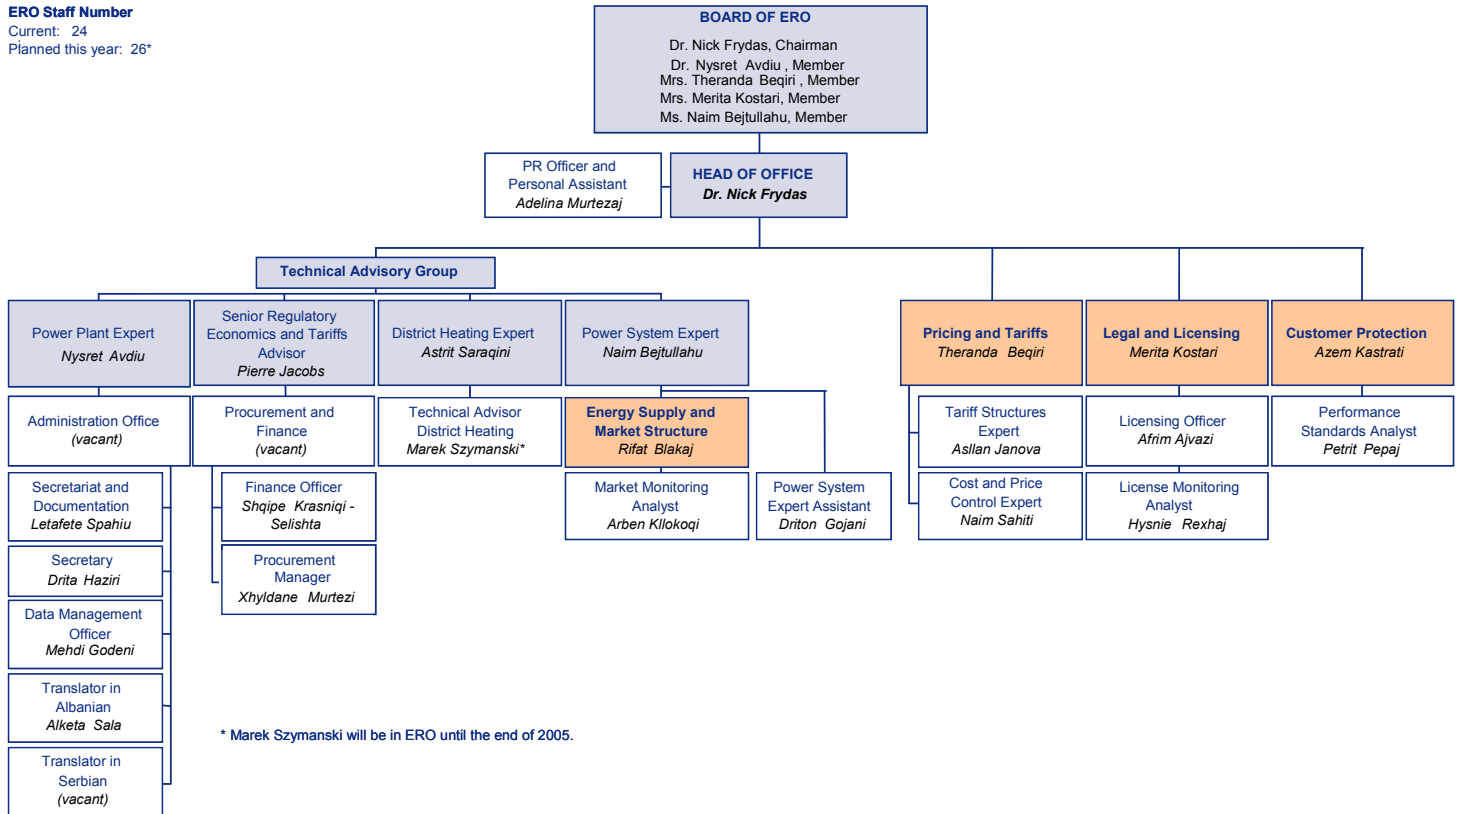 ERO Staff Number
Current: 24
Planned this year: 26*
BOARD OF ERO
Dr. Nick Frydas, Chairman
Dr. Nysret Avdiu , Member
Mrs. Theranda Beqiri , Member
Mrs. Merita Kostari, Member
Ms. Naim Bejtullahu, Member
PR Officer and
Personal Assistant
Adelina Murtezaj
HEAD OF OFFICE
Dr. Nick Frydas
Technical Advisory Group
Power Plant Expert
Nysret Avdiu
Senior Regulatory
Economics and Tariffs
Advisor
Pierre Jacobs
District Heating Expert
Astrit Saraqini
Power System Expert
Naim Bejtullahu
Pricing and Tariffs
Theranda Beqiri
Legal and Licensing
Merita Kostari
Customer Protection
Azem Kastrati
Administration Office
(vacant)
Procurement and
Finance
(vacant)
Technical Advisor
District Heating
Marek Szymanski*
Energy Supply and
Market Structure
Rifat Blakaj
Tariff Structures
Expert
Asllan Janova
Licensing Officer
Afrim Ajvazi
Performance
Standards Analyst
Petrit Pepaj
Secretariat and
Documentation
Letafete Spahiu
Finance Officer
Shqipe Krasniqi -
Selishta
Market Monitoring
Analyst
Arben Kllokoqi
Power System
Expert Assistant
Driton Gojani
Cost and Price
Control Expert
Naim Sahiti
License Monitoring
Analyst
Hysnie Rexhaj
Secretary
Drita Haziri
Procurement
Manager
Xhyldane Murtezi
Data Management
Officer
Mehdi Godeni
Translator in
Albanian
Alketa Sala
* Marek Szymanski will be in ERO until the end of 2005.
Translator in
Serbian
(vacant)